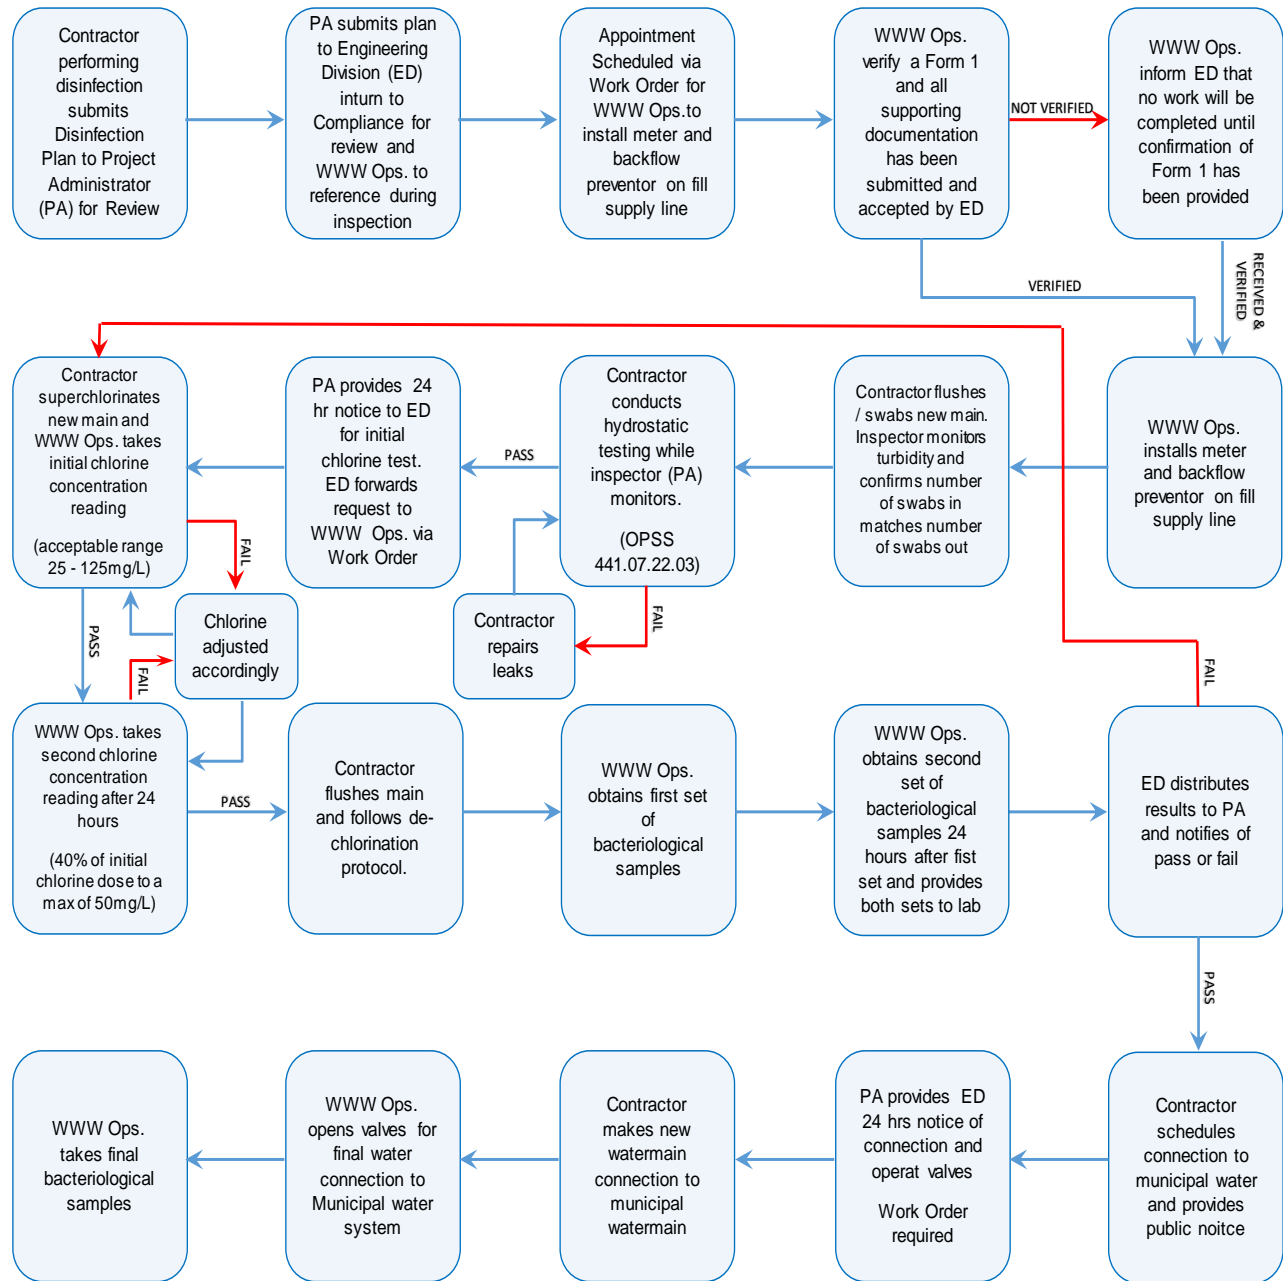 Contractor
performing
disinfection
submits
Disinfection
Plan to Project
Administrator
(PA) for Review
PA submits plan
to Engineering
Division (ED)
inturn to
Compliance for
review and
WWW Ops. to
reference during
inspection
Appointment
Scheduled via
Work Order for
WWW Ops.to
install meter and
backflow
preventor on fill
supply line
WWW Ops.
verify a Form 1
and all
supporting
documentation
has been
submitted and
accepted by ED
NOT VERIFIED
WWW Ops.
inform ED that
no work will be
completed until
confirmation of
Form 1 has
been provided
VERIFIED
RECEIVED &
VERIFIED
WWW Ops.
installs meter
and backflow
preventor on fill
supply line
Contractor flushes
/ swabs new main.
Inspector monitors
turbidity and
confirms number
of swabs in
matches number
of swabs out
Contractor
conducts
hydrostatic
testing while
inspector (PA)
monitors.
(OPSS
441.07.22.03)
FAIL
Contractor
repairs
leaks
PASS
PA provides 24
hr notice to ED
for initial
chlorine test.
ED forwards
request to
WWW Ops. via
Work Order
Contractor
superchlorinates
new main and
WWW Ops. takes
initial chlorine
concentration
reading
(acceptable range
25 - 125mg/L)
FAIL
Chlorine
adjusted
accordingly
PASS
FAIL
WWW Ops. takes
second chlorine
concentration
reading after 24
hours
(40% of initial
chlorine dose to a
max of 50mg/L)
PASS
Contractor
flushes main
and follows de-
chlorination
protocol.
WWW Ops.
obtains first set
of
bacteriological
samples
WWW Ops.
obtains second
set of
bacteriological
samples 24
hours after fist
set and provides
both sets to lab
ED distributes
results to PA
and notifies of
pass or fail
FAIL
PASS
Contractor
schedules
connection to
municipal water
and provides
public noitce
PA provides ED
24 hrs notice of
connection and
operat valves
Work Order
required
Contractor
makes new
watermain
connection to
municipal
watermain
WWW Ops.
opens valves for
final water
connection to
Municipal water
system
WWW Ops.
takes final
bacteriological
samples